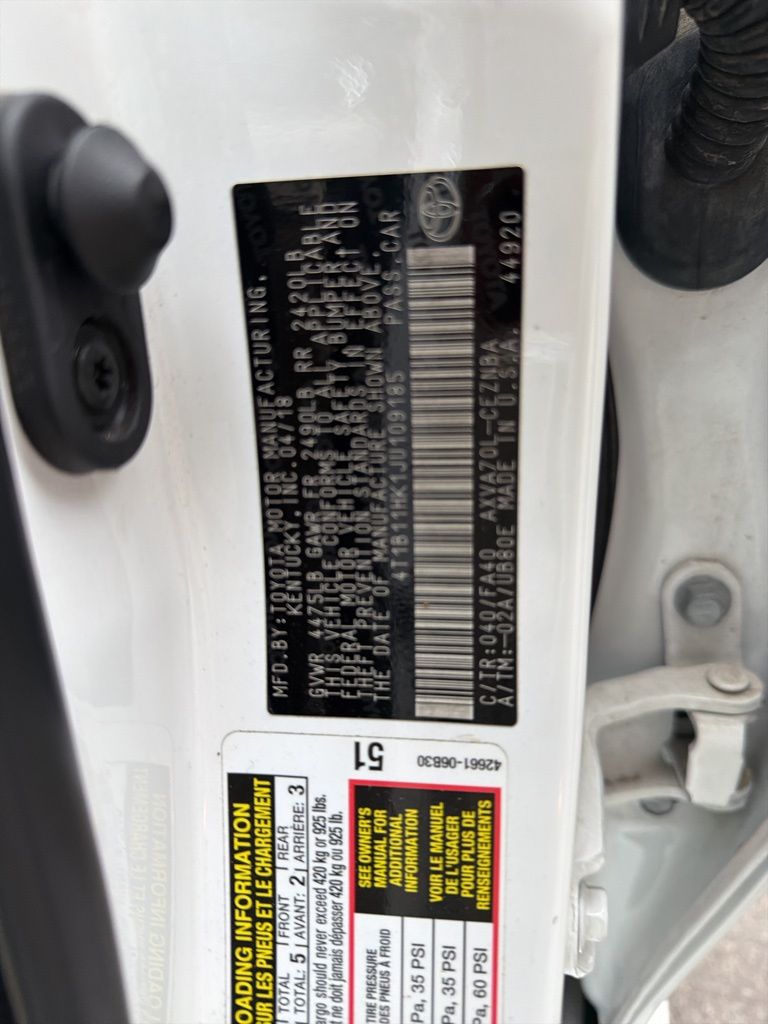 MFD.BY:TOYOTA MOTOR MANUFACTURING,
KENTUCKY, INC. 04/18
GVWR 4475LB GAWR FR 2490LB RR 2420LB
THIS VEHICLE CONFORMS TO ALL APPLICABLE
FEDERAL MOTOR VEHICLE SAFETY, BUMPER, AND
THEFT PREVENTION STANDARDS IN EFFECT ON
THE DATE OF MANUFACTURE SHOWN ABOVE.
4T1B11HK1JU109185 PASS.CAR
C/TR:040/FA40 AXVA70L-CEZNBA
A/TM:-02A/UB80E MADE IN U.S.A. 44920
OADING INFORMATION
SUR LES PNEUS ET LE CHARGEMENT
TOTAL FRONT REAR
TOTAL: 5 AVANT: 2 ARRIÈRE: 3
argo should never exceed 420 kg or 925 lbs.
t ne doit jamais dépasser 420 kg ou 925 lb.
51
42661-06B30
TIRE PRESSURE
DES PNEUS À FROID
Pa, 35 PSI
Pa, 35 PSI
Pa, 60 PSI
SEE OWNER'S
MANUAL FOR
ADDITIONAL
INFORMATION
VOIR LE MANUEL
DE L'USAGER
POUR PLUS DE
RENSEIGNEMENTS